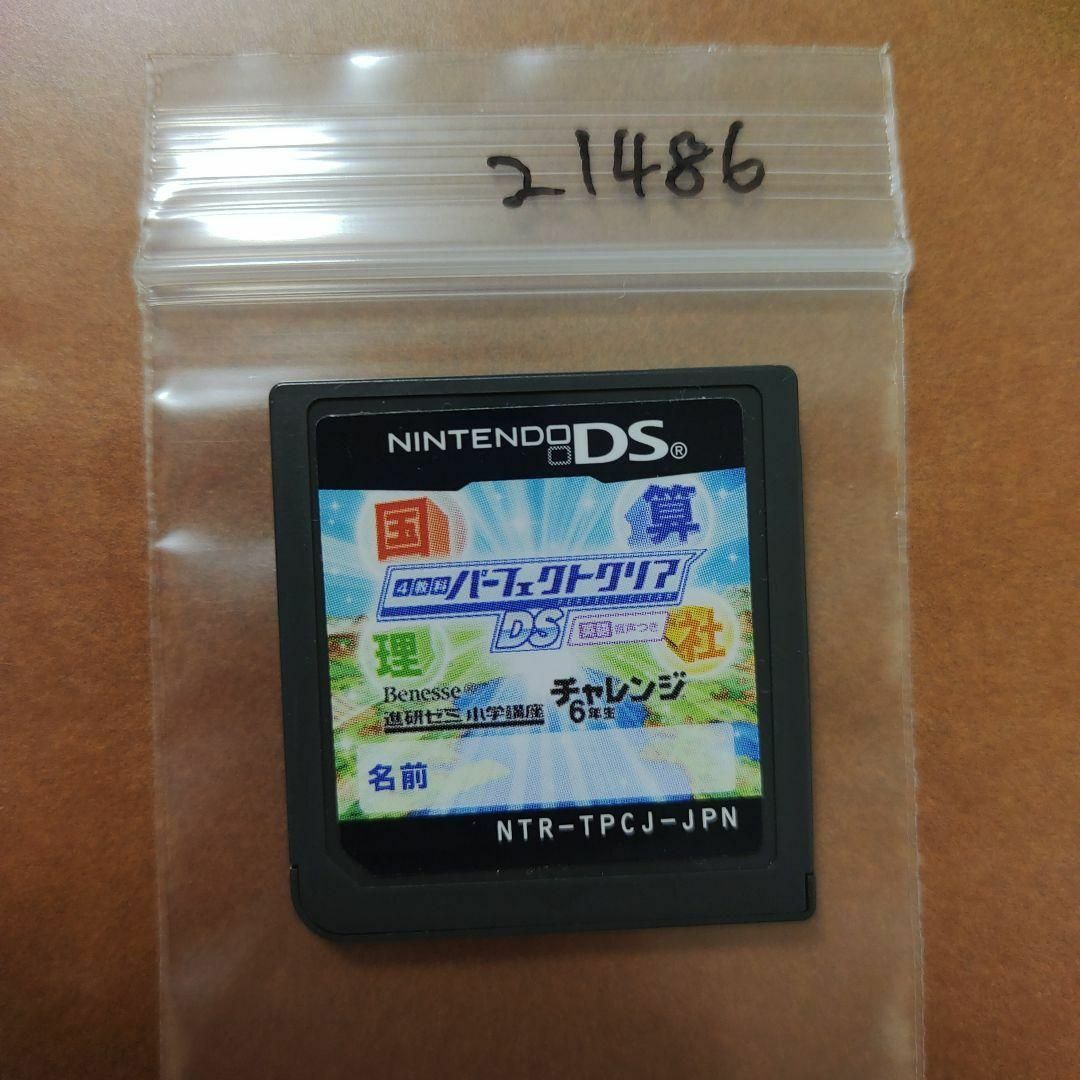 21486
NINTENDO DS®
国
算
4教科パーフェクトクリア
DS 英語音声つき
理
社
Benesse®
進研ゼミ小学講座
チャレンジ
6年生
名前
NTR-TPCJ-JPN